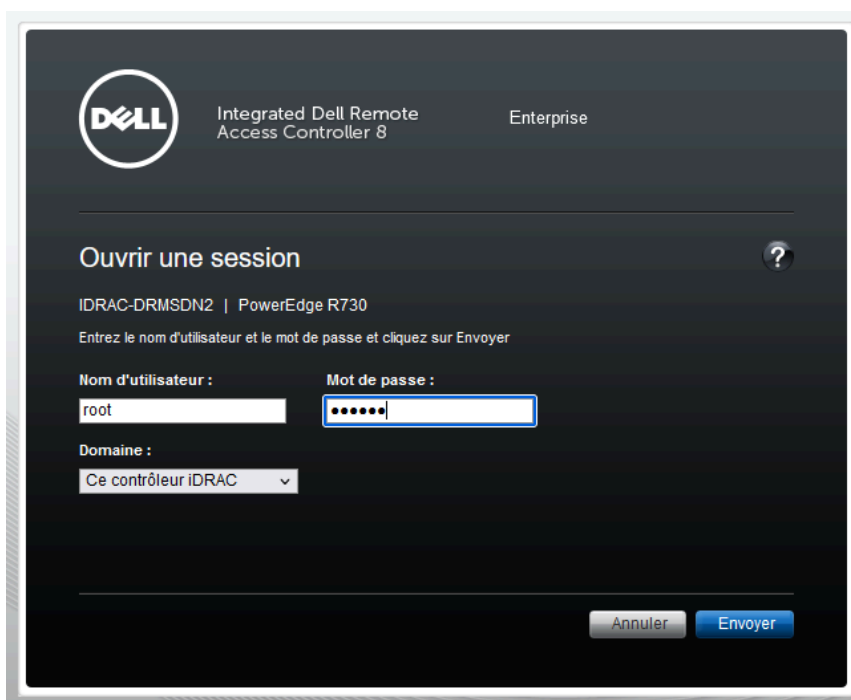 DELL
Integrated Dell Remote
Access Controller 8
Enterprise
Ouvrir une session
?
IDRAC-DRMSDN2 | PowerEdge R730
Entrez le nom d'utilisateur et le mot de passe et cliquez sur Envoyer
Nom d'utilisateur :
Mot de passe :
root
••••••
Domaine :
Ce contrôleur iDRAC
Annuler
Envoyer